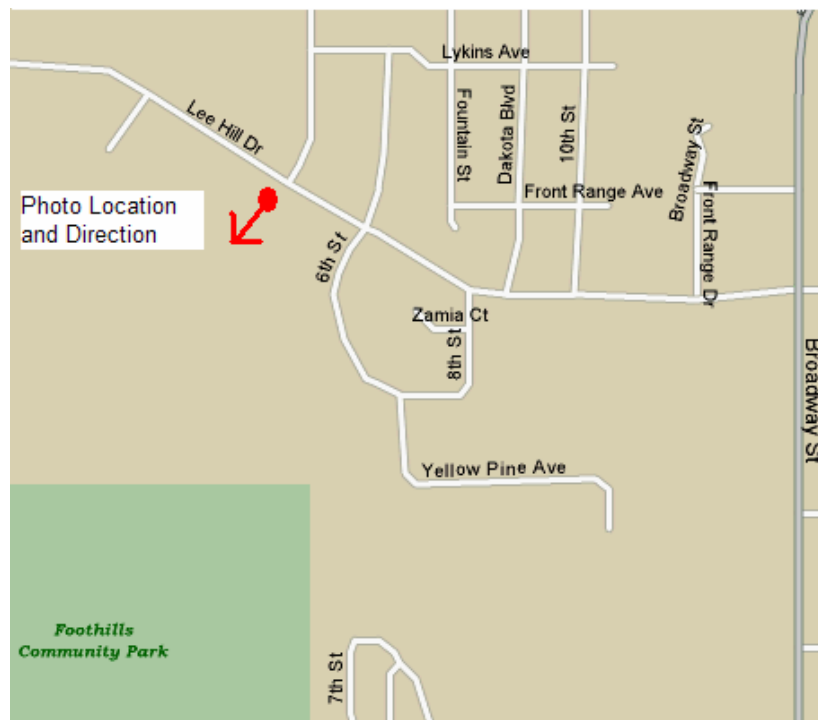 Lykins Ave
Lee Hill Dr
Fountain St
Dakota Blvd
10th St
Broadway St
Photo Location
and Direction
Front Range Ave
Front Range Dr
6th St
Zamia Ct
8th St
Broadway St
Yellow Pine Ave
Foothills
Community Park
7th St